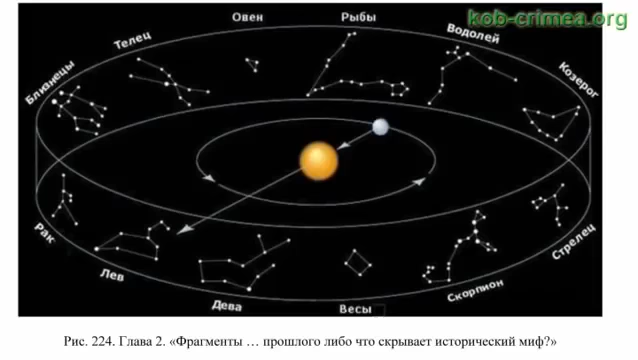 kob-crimea.org
Овен
Рыбы
Водолей
Телец
Козерог
Близнецы
Рак
Лев
Дева
Весы
Скорпион
Стрелец
Рис. 224. Глава 2. «Фрагменты … прошлого либо что скрывает исторический миф?»